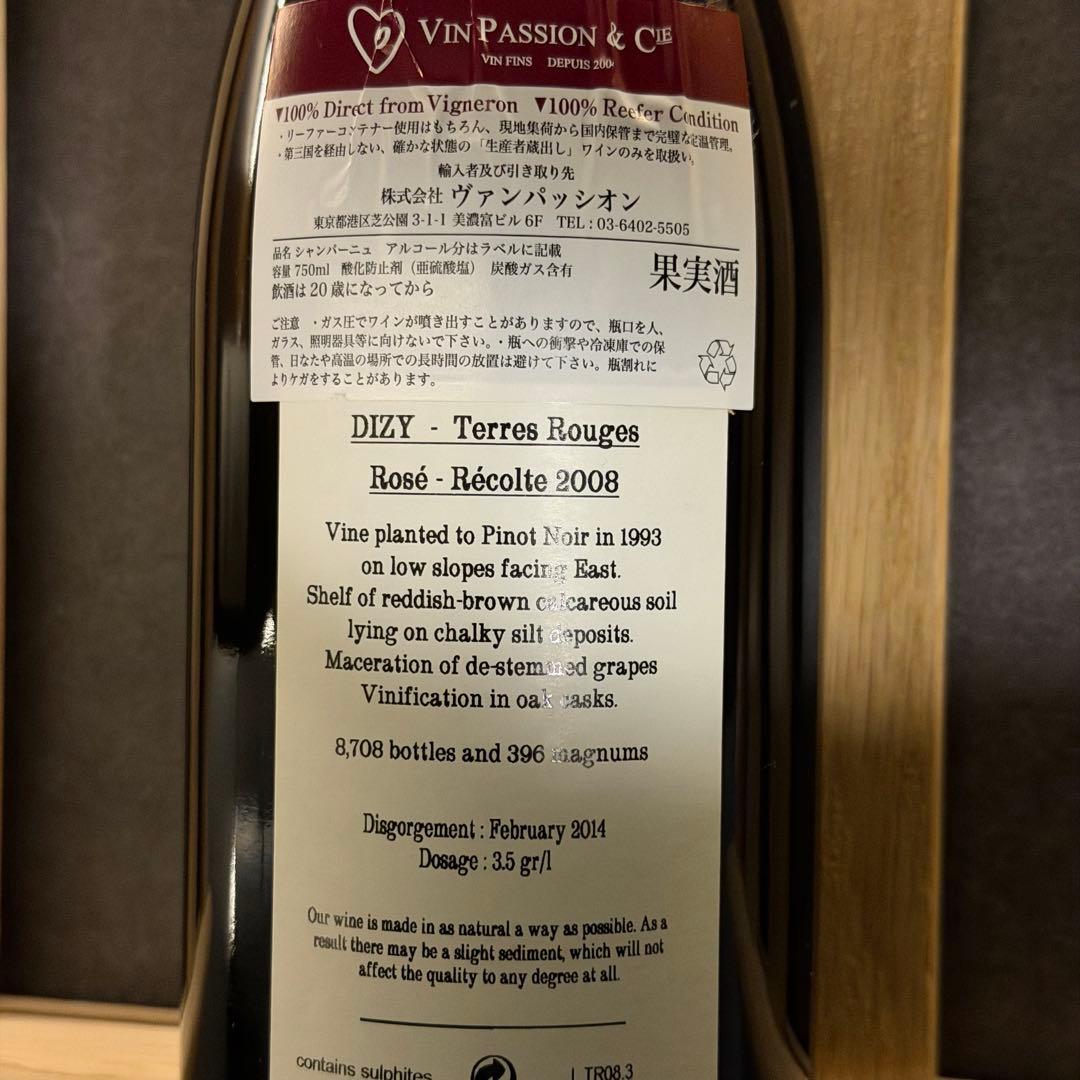 VIN PASSION & CIE
VIN FINS DEPUIS 2004
▼100% Direct from Vigneron ▼100% Reefer Condition
・リーファーコンテナー使用はもちろん、現地集荷から国内保管まで完璧な定温管理。
・第三国を経由しない、確かな状態の「生産者蔵出し」ワインのみを取扱い。
輸入者及び引き取り先
株式会社 ヴァンパッシオン
東京都港区芝公園 3-1-1 美濃富ビル 6F TEL : 03-6402-5505
品名 シャンパーニュ アルコール分はラベルに記載
容量 750ml 酸化防止剤（亜硫酸塩） 炭酸ガス含有
果実酒
飲酒は20歳になってから
ご注意 ・ガス圧でワインが噴き出すことがありますので、瓶口を人、
ガラス、照明器具等に向けないで下さい。・瓶への衝撃や冷凍庫での保
管、日なたや高温の場所での長時間の放置は避けて下さい。瓶割れに
よりケガをすることがあります。
DIZY - Terres Rouges
Rosé - Récolte 2008
Vine planted to Pinot Noir in 1993
on low slopes facing East.
Shelf of reddish-brown calcareous soil
lying on chalky silt deposits.
Maceration of de-stemmed grapes
Vinification in oak casks.
8,708 bottles and 396 magnums
Disgorgement : February 2014
Dosage : 3.5 gr/l
Our wine is made in as natural a way as possible. As a
result there may be a slight sediment, which will not
affect the quality to any degree at all.
contains sulphites
L TR08.3